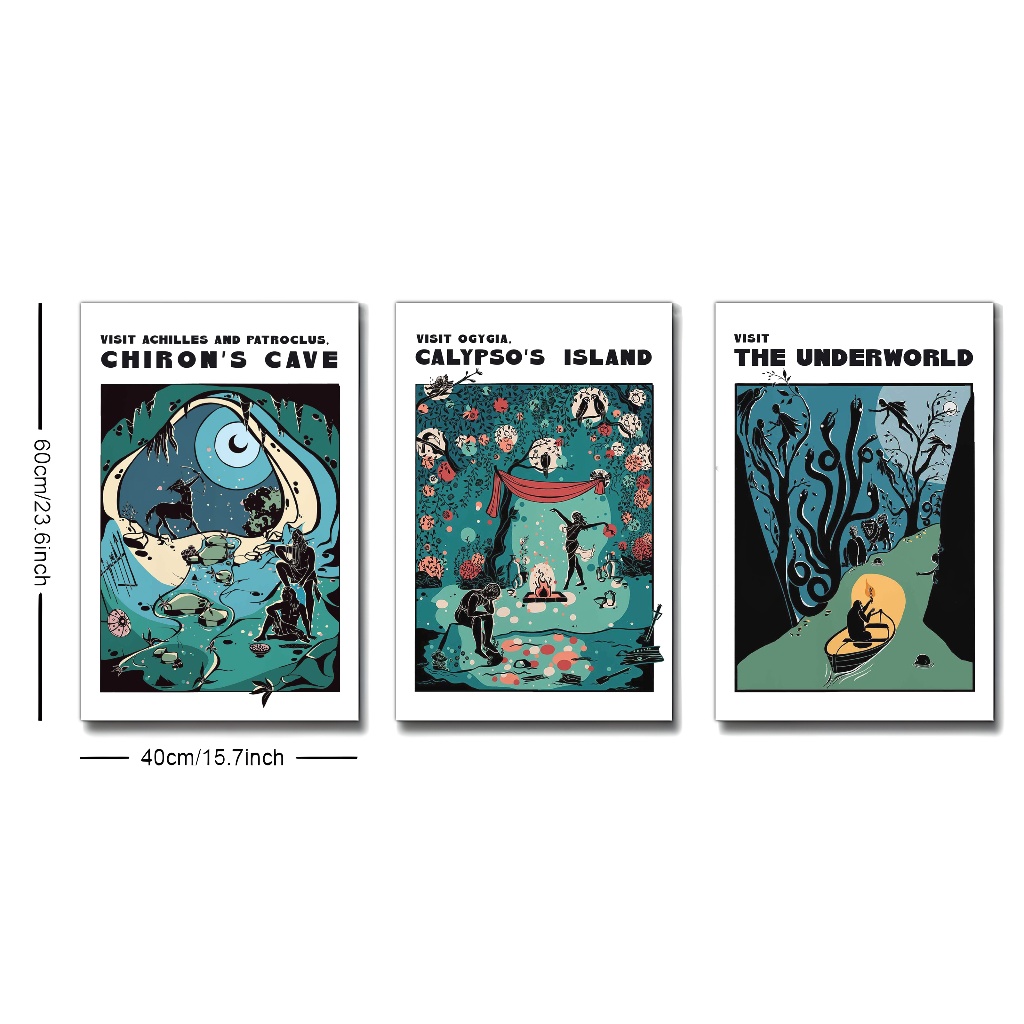 VISIT ACHILLES AND PATROCLUS,
CHIRON'S CAVE
VISIT OGYGIA,
CALYPSO'S ISLAND
VISIT
THE UNDERWORLD
60cm/23.6inch
40cm/15.7inch